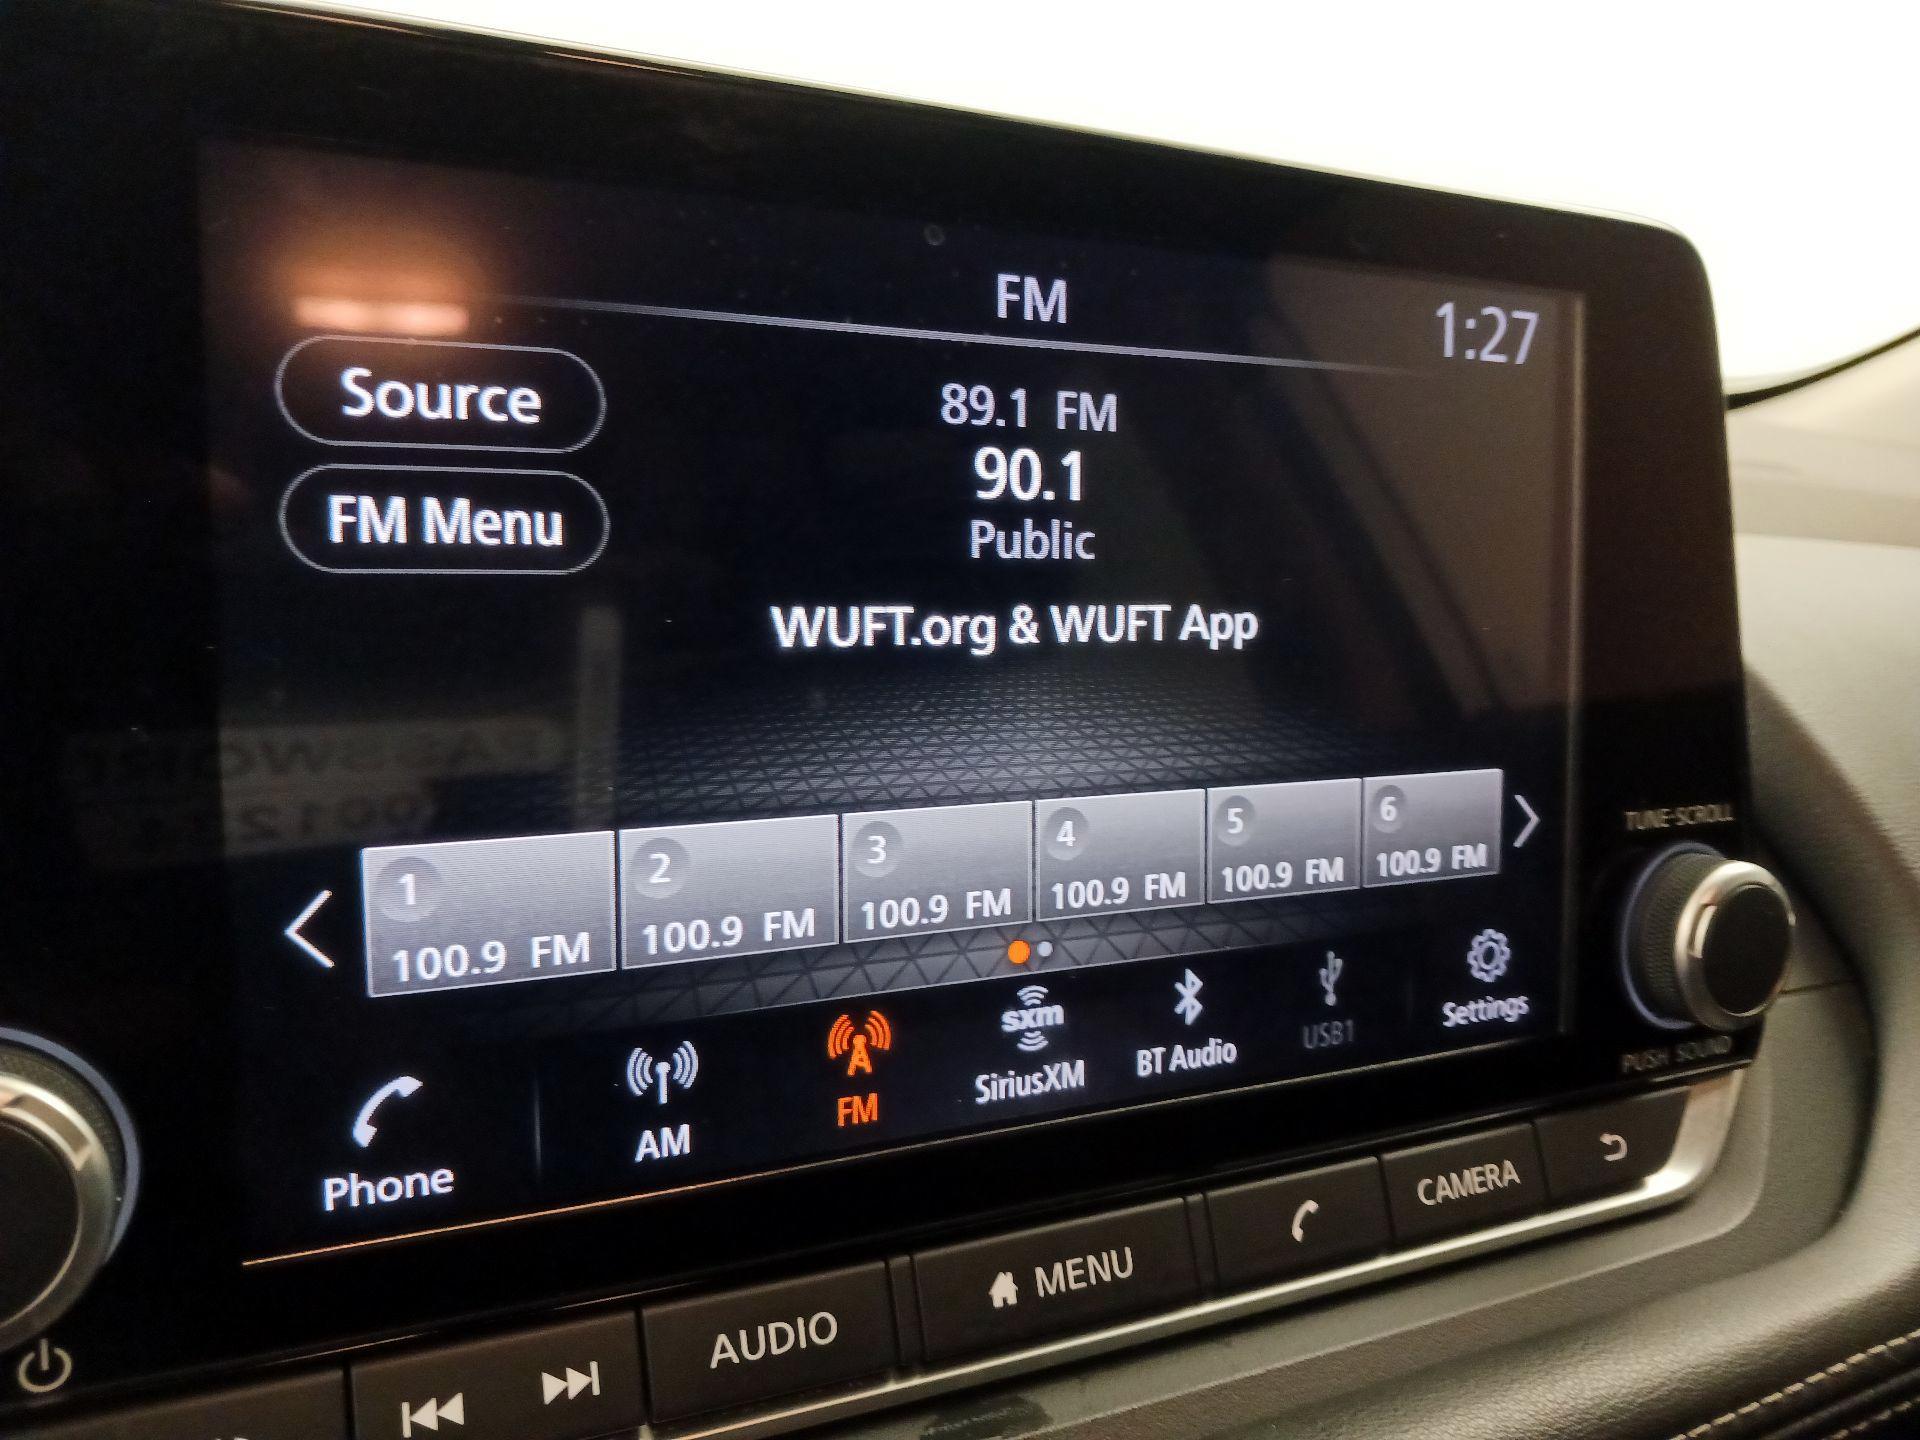 FM
1:27
Source
89.1 FM
90.1
FM Menu
Public
WUFT.org & WUFT App
1
100.9 FM
2
100.9 FM
3
100.9 FM
4
100.9 FM
5
100.9 FM
6
100.9 FM
TUNE·SCROLL
Phone
AM
FM
sxm
SiriusXM
BT Audio
USB1
Settings
PUSH SOUND
AUDIO
MENU
CAMERA